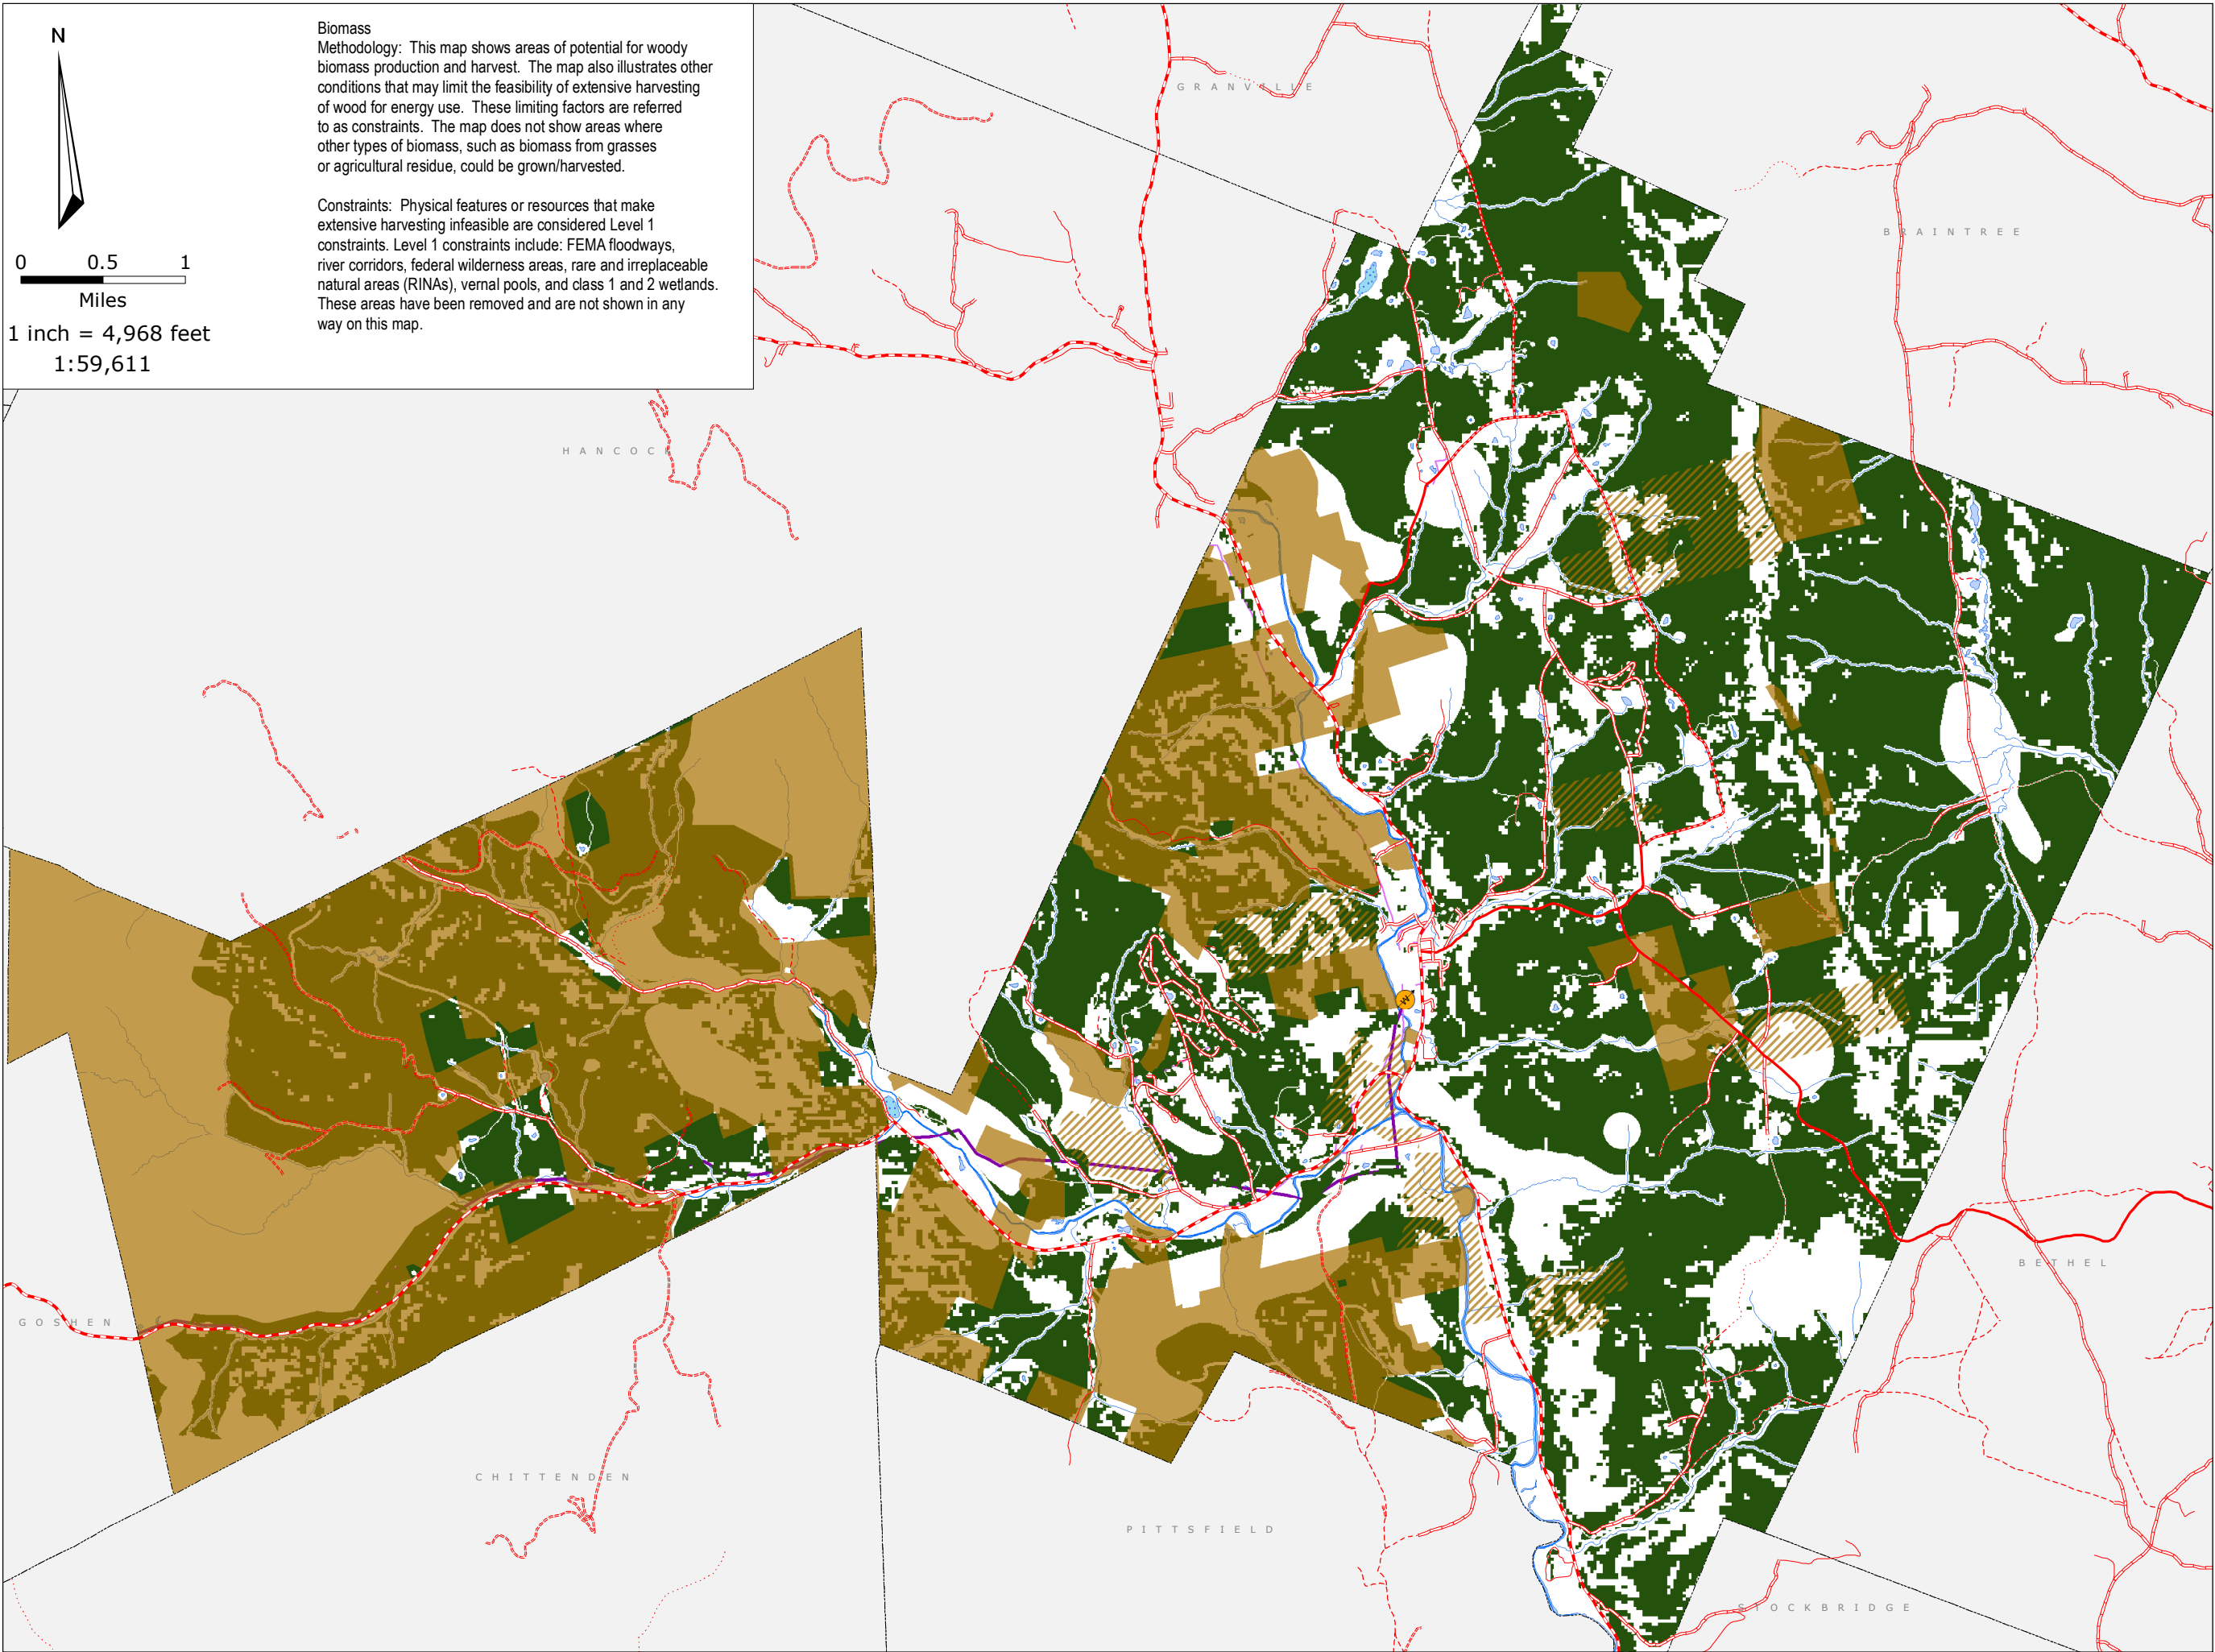 N
0 0.5 1
Miles
1 inch = 4,968 feet
1:59,611
Biomass
Methodology: This map shows areas of potential for woody
biomass production and harvest. The map also illustrates other
conditions that may limit the feasibility of extensive harvesting
of wood for energy use. These limiting factors are referred
to as constraints. The map does not show areas where
other types of biomass, such as biomass from grasses
or agricultural residue, could be grown/harvested.
Constraints: Physical features or resources that make
extensive harvesting infeasible are considered Level 1
constraints. Level 1 constraints include: FEMA floodways,
river corridors, federal wilderness areas, rare and irreplaceable
natural areas (RINAs), vernal pools, and class 1 and 2 wetlands.
These areas have been removed and are not shown in any
way on this map.
GRANVILLE
BRAINTREE
HANCOCK
W
BETHEL
GOSHEN
CHITTENDEN
PITTSFIELD
STOCKBRIDGE